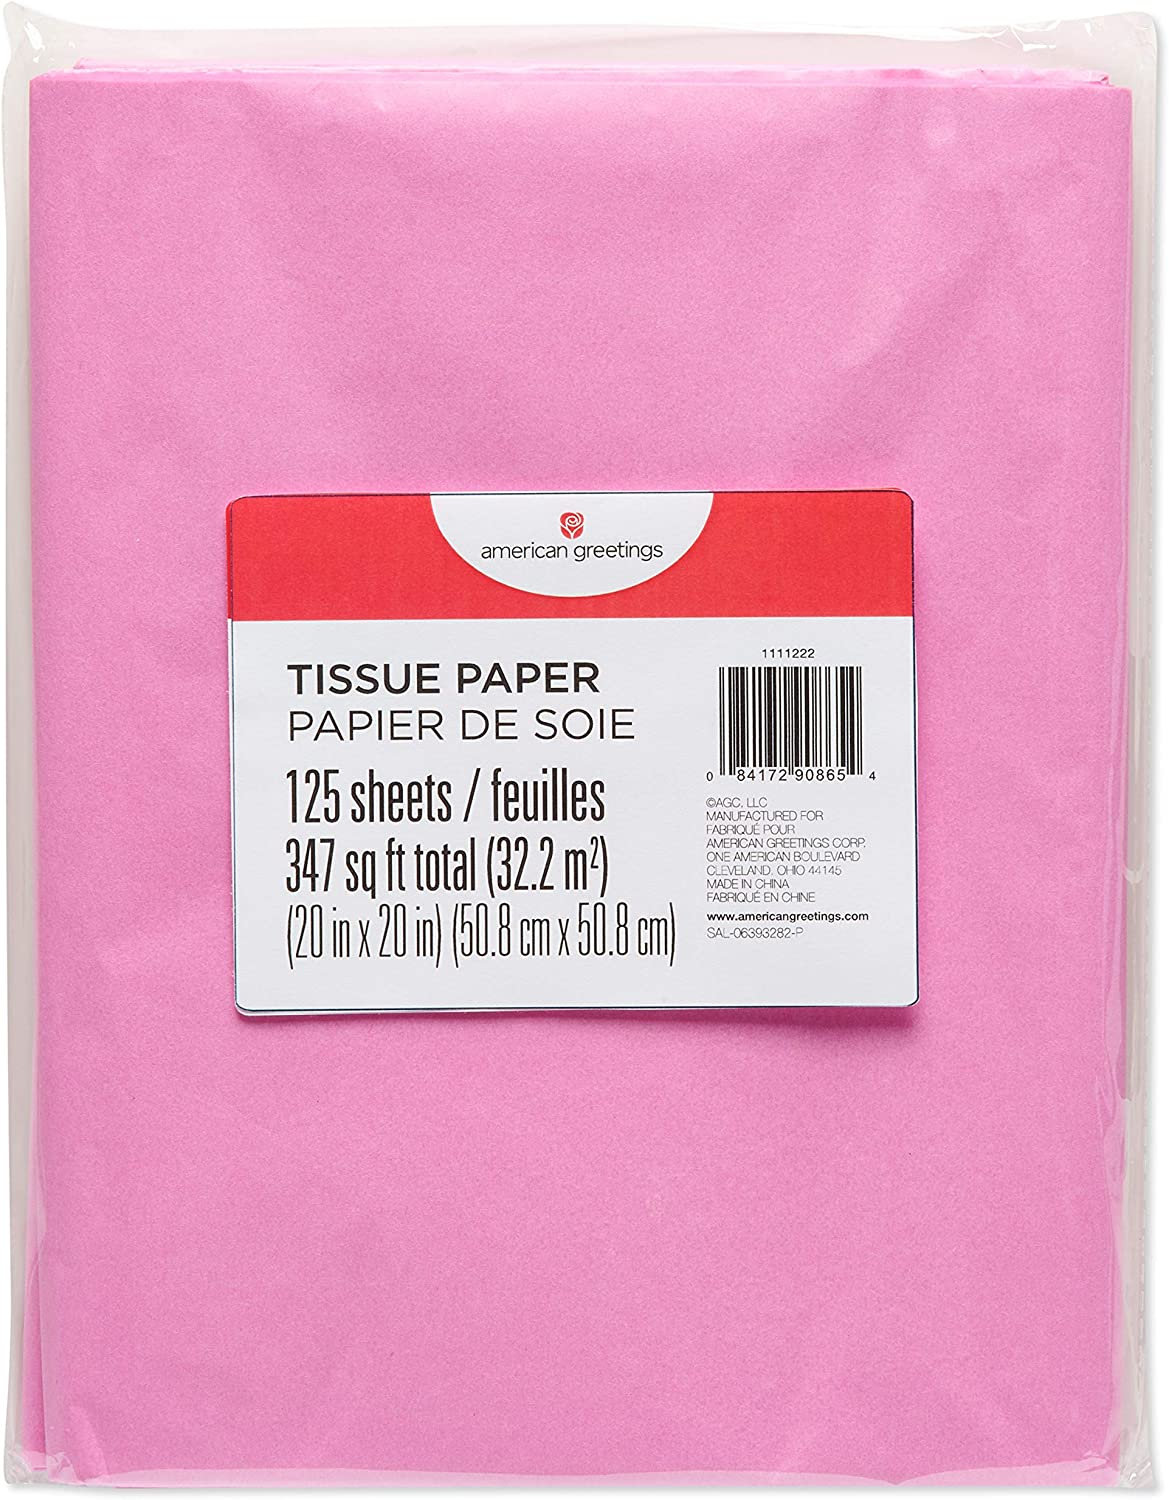 american greetings
TISSUE PAPER
PAPIER DE SOIE
125 sheets / feuilles
347 sq ft total (32.2 m²)
(20 in x 20 in) (50.8 cm x 50.8 cm)
1111222
0 84172 90865 4
©AGC, LLC
MANUFACTURED FOR
FABRIQUÉ POUR
AMERICAN GREETINGS CORP.
ONE AMERICAN BOULEVARD
CLEVELAND, OHIO 44145
MADE IN CHINA
FABRIQUÉ EN CHINE
www.americangreetings.com
SAL-06393282-P